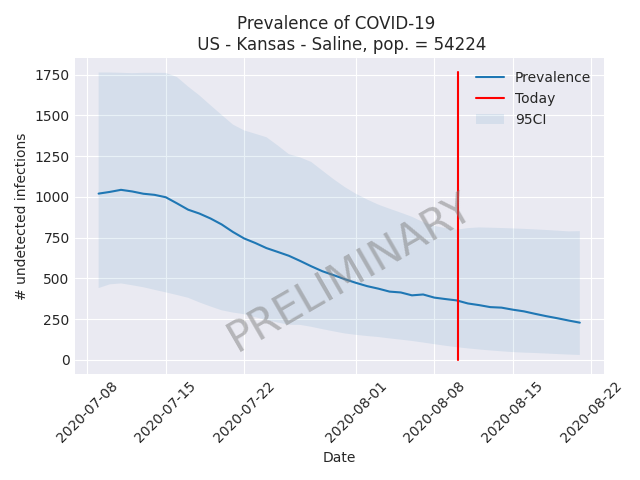 Prevalence of COVID-19
US - Kansas - Saline, pop. = 54224
Prevalence
Today
95CI
1750
1500
1250
1000
750
500
250
0
# undetected infections
PRELIMINARY
2020-07-08
2020-07-15
2020-07-22
2020-08-01
2020-08-08
2020-08-15
2020-08-22
Date